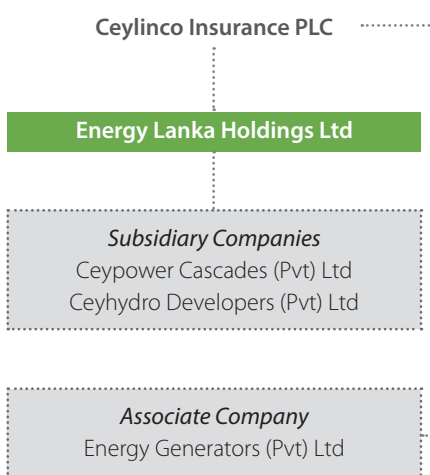 Ceylinco Insurance PLC
Energy Lanka Holdings Ltd
Subsidiary Companies
Ceypower Cascades (Pvt) Ltd
Ceyhydro Developers (Pvt) Ltd
Associate Company
Energy Generators (Pvt) Ltd